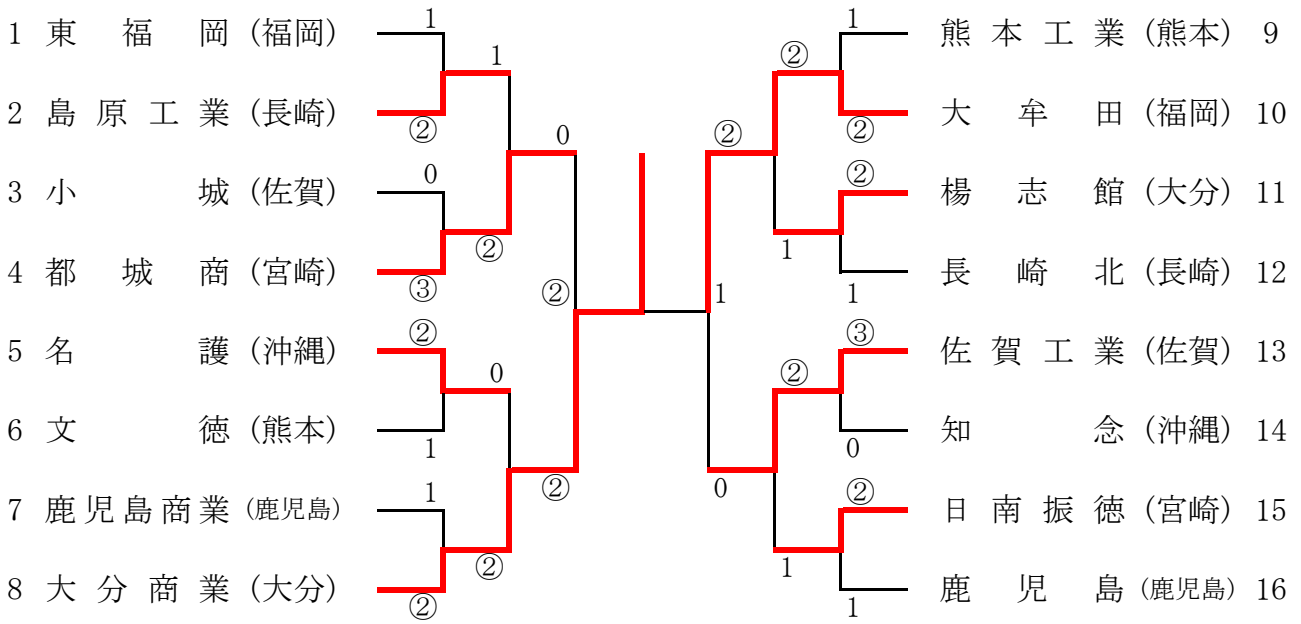 1
1 東福岡 (福岡)
1
2 島原工業 (長崎)
②
0
0
3 小城 (佐賀)
②
4 都城商 (宮崎)
③
②
②
5 名護 (沖縄)
0
6 文徳 (熊本)
1
②
1
7 鹿児島商業 (鹿児島)
②
8 大分商業 (大分)
②
1
熊本工業 (熊本) 9
②
大牟田 (福岡) 10
②
②
②
楊志館 (大分) 11
1
長崎北 (長崎) 12
1
1
③
佐賀工業 (佐賀) 13
②
知念 (沖縄) 14
0
0
②
日南振徳 (宮崎) 15
1
鹿児島 (鹿児島) 16
1